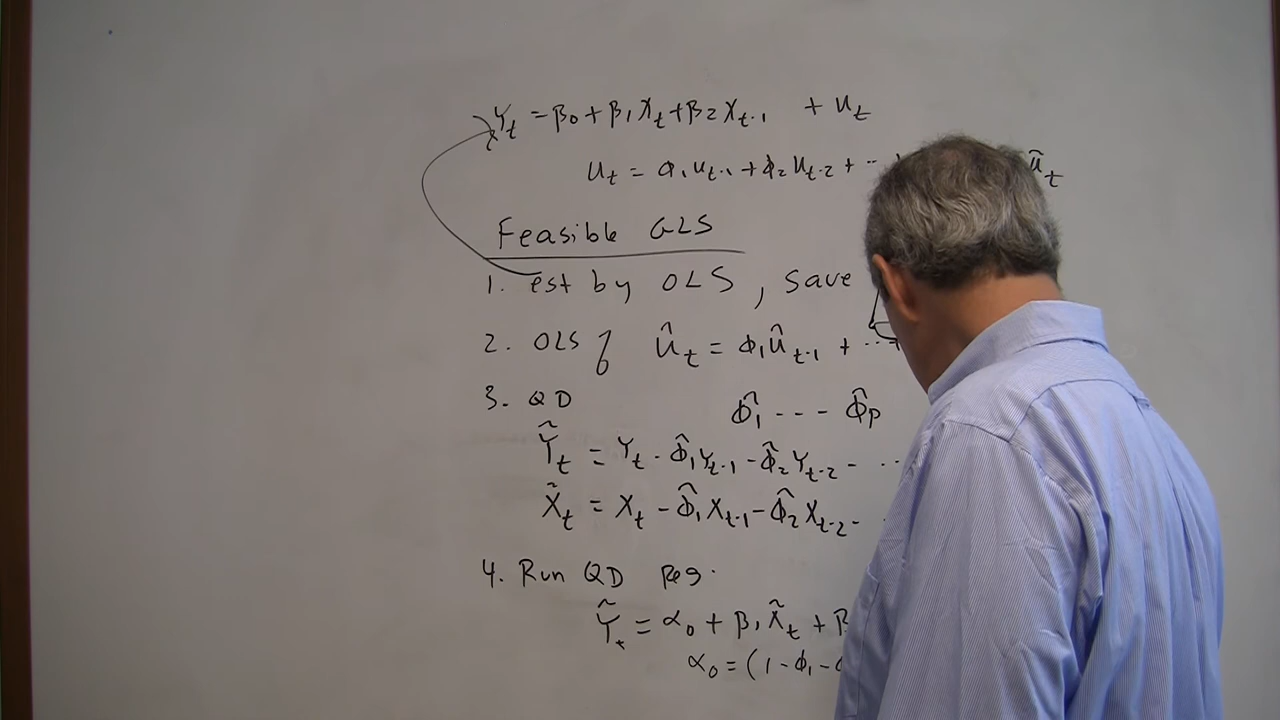 Yₜ = β₀ + β₁Xₜ + β₂Xₜ₋₁ + uₜ
uₜ = ϕ₁uₜ₋₁ + ϕ₂uₜ₋₂ + ··
ûₜ
Feasible GLS
1. est by OLS, save
2. OLS of ûₜ = ϕ₁ûₜ₋₁ + ··
3. QD ϕ̂₁ --- ϕ̂p
Ỹₜ = Yₜ - ϕ̂₁Yₜ₋₁ - ϕ̂₂Yₜ₋₂ - ··
X̃ₜ = Xₜ - ϕ̂₁Xₜ₋₁ - ϕ̂₂Xₜ₋₂ -
4. Run QD Reg.
Ỹₜ = α₀ + β₁X̃ₜ + β
α₀ = (1 - ϕ₁ -